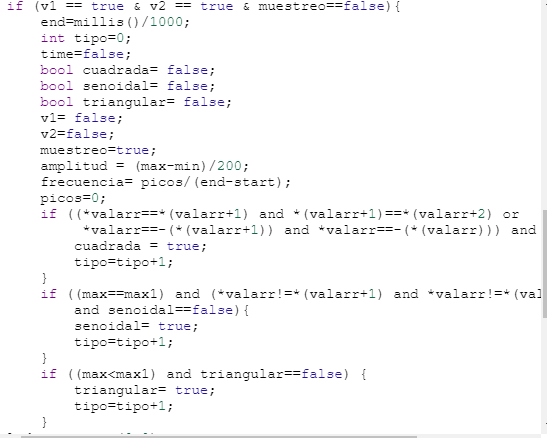 if (v1 == true & v2 == true & muestreo==false){
end=millis()/1000;
int tipo=0;
time=false;
bool cuadrada= false;
bool senoidal= false;
bool triangular= false;
v1= false;
v2=false;
muestreo=true;
amplitud = (max-min)/200;
frecuencia= picos/(end-start);
picos=0;
if ((*valarr==*(valarr+1) and *(valarr+1)==*(valarr+2) or
*valarr==-(*(valarr+1)) and *valarr==-(*(valarr))) and
cuadrada = true;
tipo=tipo+1;
}
if ((max==max1) and (*valarr!=*(valarr+1) and *valarr!=*(val
and senoidal==false){
senoidal= true;
tipo=tipo+1;
}
if ((max<max1) and triangular==false) {
triangular= true;
tipo=tipo+1;
}